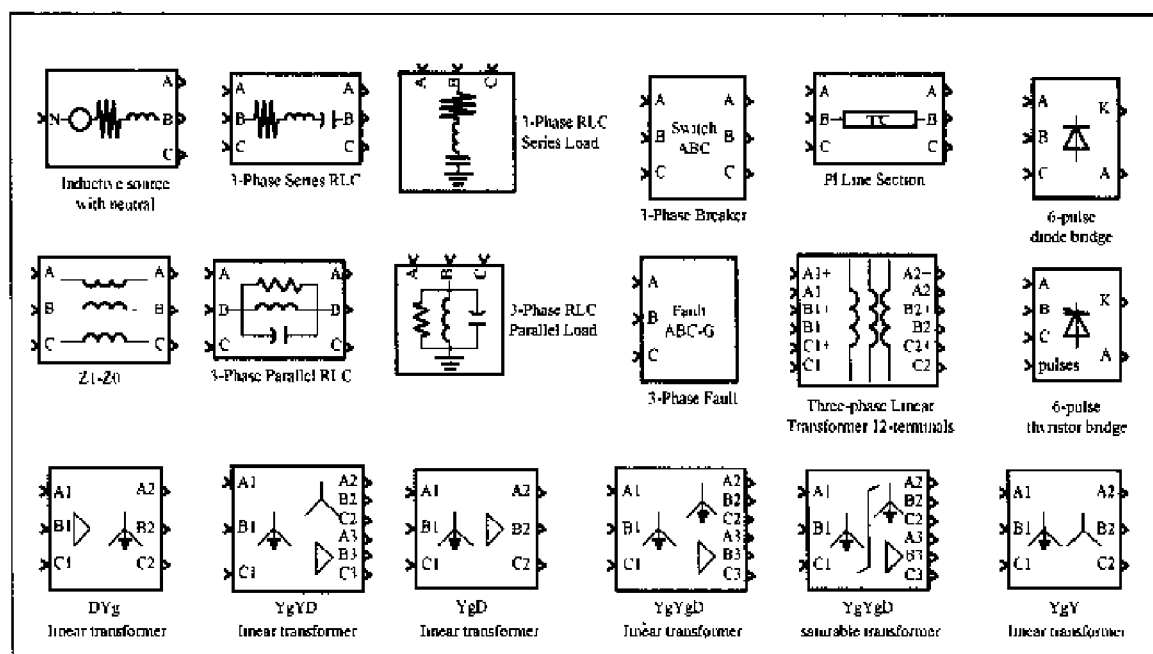 A
N B
C
Inductive source
with neutral
A A
B B
C C
3-Phase Series RLC
A B C
3-Phase RLC
Series Load
A A
B Switch B
ABC
C C
3-Phase Breaker
A A
B B
C C
PI Line Section
A K
B
C A
6-pulse
diode bridge
A A
B B
C C
Z1-Z0
A A
B B
C C
3-Phase Parallel RLC
A B C
3-Phase RLC
Parallel Load
A
Fault
B ABC-G
C
3-Phase Fault
A1+ A2+
A1 A2
B1+ B2+
B1 B2
C1+ C2+
C1 C2
Three-phase Linear
Transformer 12-terminals
A K
B
C
pulses A
6-pulse
thyristor bridge
A1 A2
B1 B2
C1 C2
DYg
linear transformer
A1 A2
B2
B1 C2
A3
B3
C1 C3
YgYD
linear transformer
A1 A2
B1 B2
C1 C2
YgD
linear transformer
A1 A2
B2
B1 C2
A3
C1 B3
C3
YgYgD
linear transformer
A1 A2
B2
B1 C2
A3
C1 B3
C3
YgYgD
saturable transformer
A1 A2
B1 B2
C1 C2
YgY
linear transformer